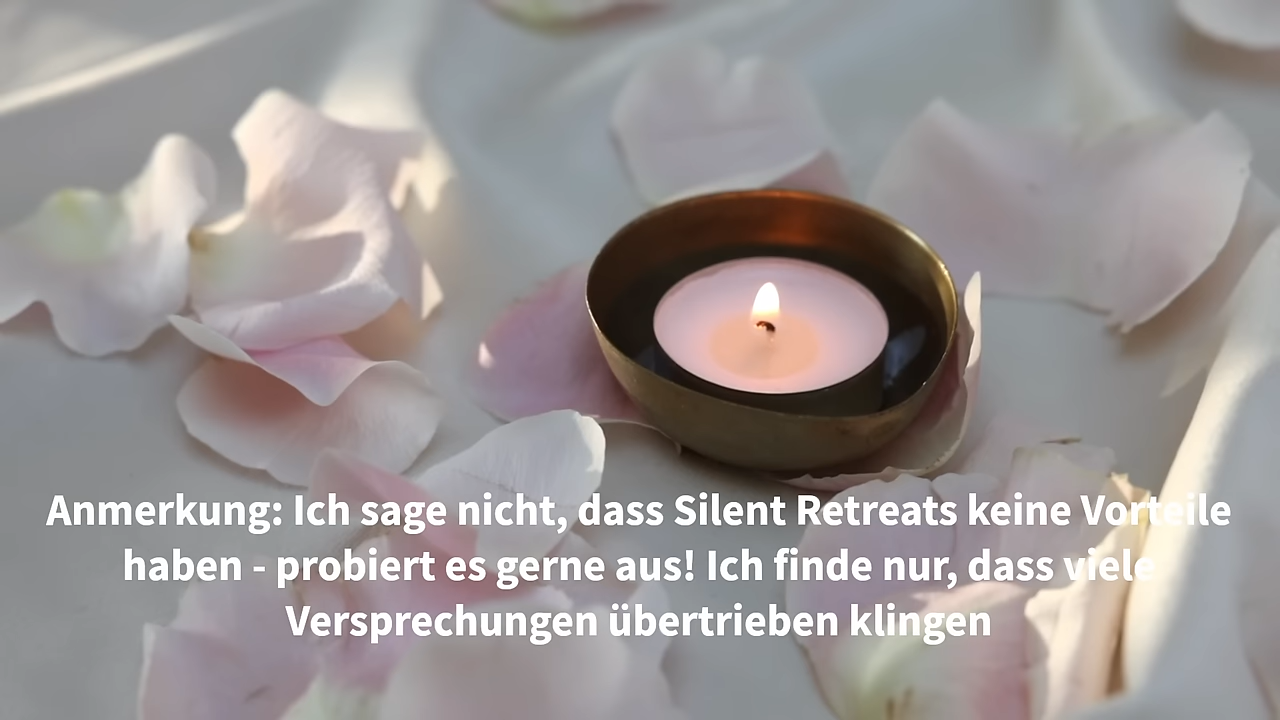 Anmerkung: Ich sage nicht, dass Silent Retreats keine Vorteile
haben - probiert es gerne aus! Ich finde nur, dass viele
Versprechungen übertrieben klingen